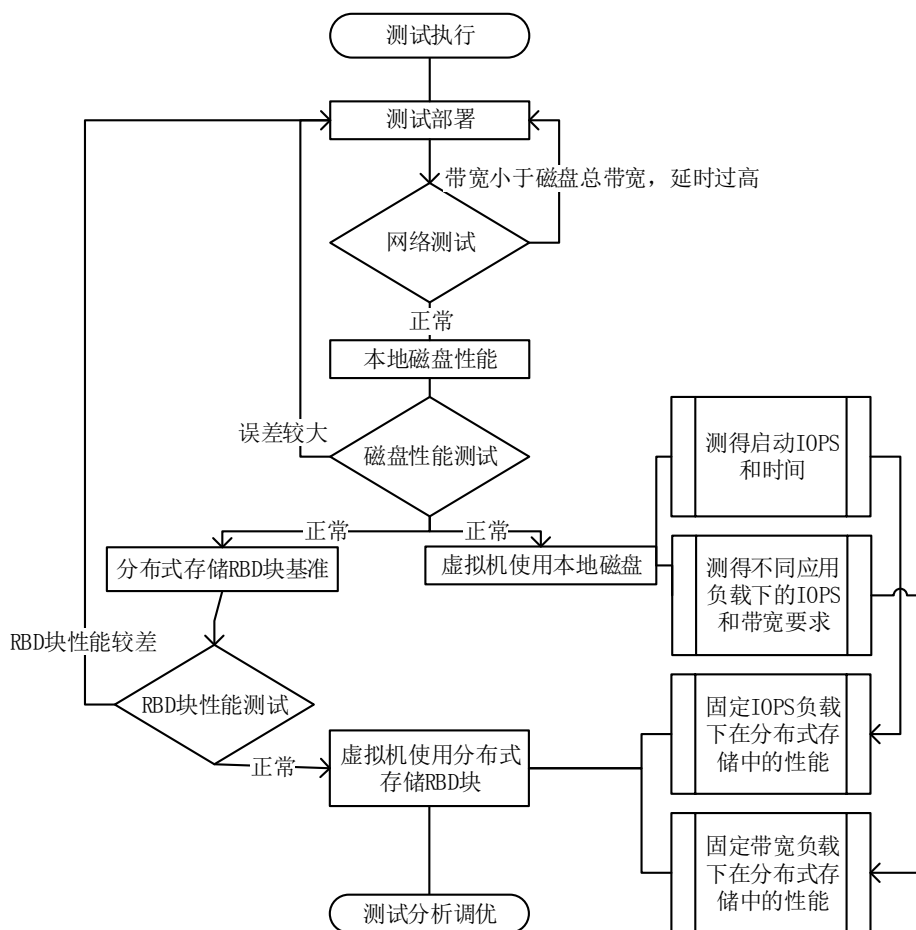 测试执行
测试部署
带宽小于磁盘总带宽，延时过高
网络测试
正常
本地磁盘性能
误差较大
磁盘性能测试
测得启动IOPS
和时间
正常
正常
分布式存储RBD块基准
虚拟机使用本地磁盘
测得不同应用
负载下的IOPS
和带宽要求
RBD块性能较差
RBD块性能测试
固定IOPS负载
下在分布式存
储中的性能
正常
虚拟机使用分布式
存储RBD块
固定带宽负载
下在分布式存
储中的性能
测试分析调优